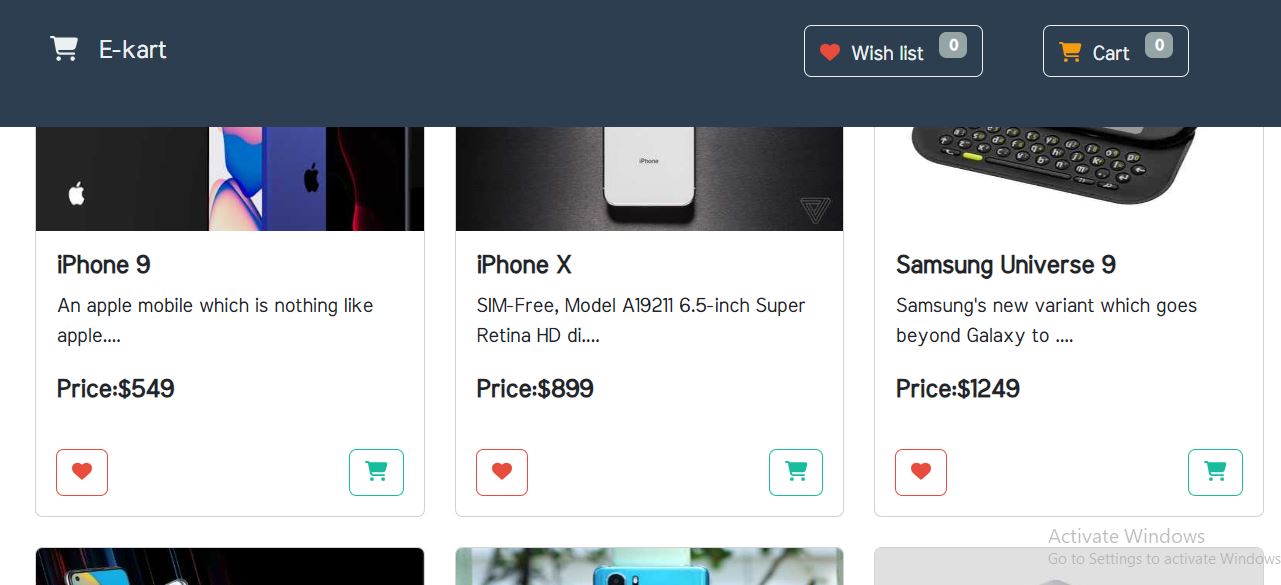 E-kart
Wish list 0
Cart 0
iPhone
iPhone 9
An apple mobile which is nothing like
apple....
Price:$549
iPhone X
SIM-Free, Model A19211 6.5-inch Super
Retina HD di....
Price:$899
Samsung Universe 9
Samsung's new variant which goes
beyond Galaxy to ....
Price:$1249
Activate Windows
Go to Settings to activate Windows